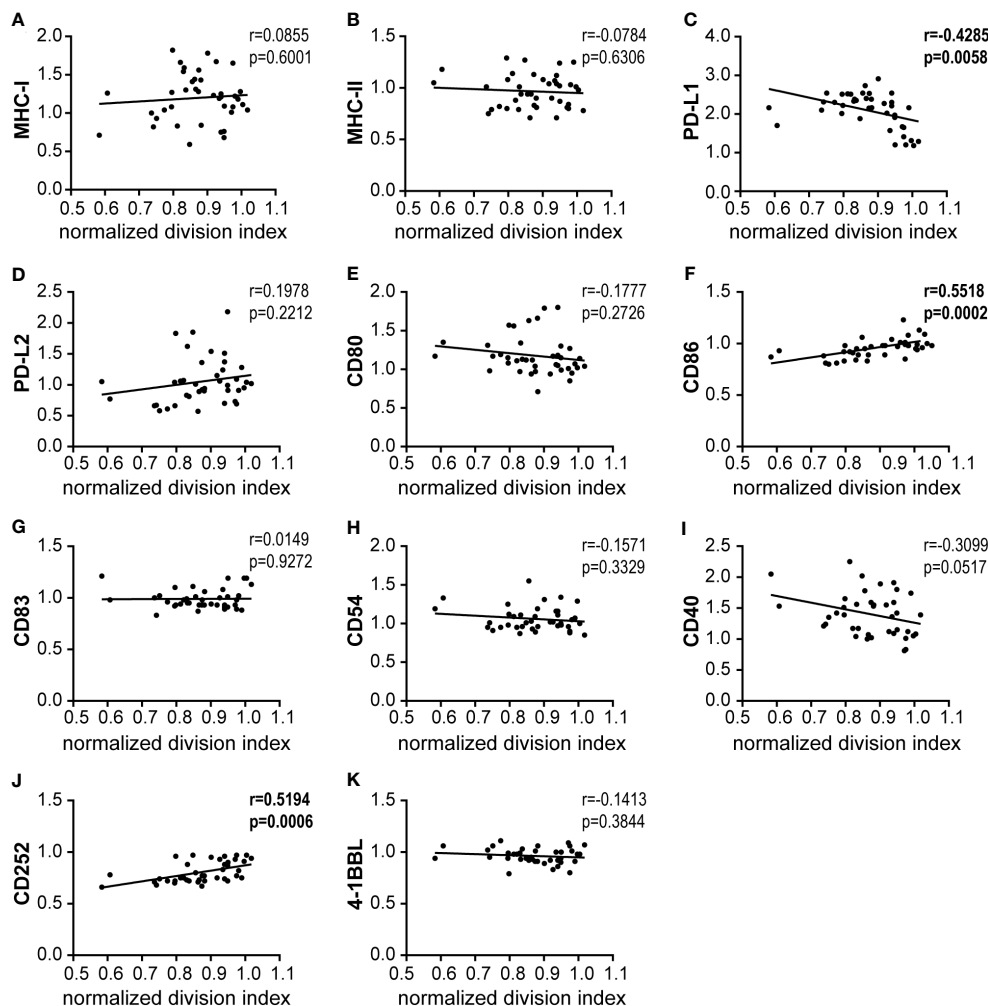 A
MHC-I
r=0.0855
p=0.6001
2.0
1.5
1.0
0.5
0.0
0.5 0.6 0.7 0.8 0.9 1.0 1.1
normalized division index
B
MHC-II
r=-0.0784
p=0.6306
1.5
1.0
0.5
0.0
0.5 0.6 0.7 0.8 0.9 1.0 1.1
normalized division index
C
PD-L1
r=-0.4285
p=0.0058
4.0
3.0
2.0
1.0
0.0
0.5 0.6 0.7 0.8 0.9 1.0 1.1
normalized division index
D
PD-L2
r=0.1978
p=0.2212
2.5
2.0
1.5
1.0
0.5
0.0
0.5 0.6 0.7 0.8 0.9 1.0 1.1
normalized division index
E
CD80
r=-0.1777
p=0.2726
2.0
1.5
1.0
0.5
0.0
0.5 0.6 0.7 0.8 0.9 1.0 1.1
normalized division index
F
CD86
r=0.5518
p=0.0002
1.5
1.0
0.5
0.0
0.5 0.6 0.7 0.8 0.9 1.0 1.1
normalized division index
G
CD83
r=0.0149
p=0.9272
1.5
1.0
0.5
0.0
0.5 0.6 0.7 0.8 0.9 1.0 1.1
normalized division index
H
CD54
r=-0.1571
p=0.3329
2.0
1.5
1.0
0.5
0.0
0.5 0.6 0.7 0.8 0.9 1.0 1.1
normalized division index
I
CD40
r=-0.3099
p=0.0517
2.5
2.0
1.5
1.0
0.5
0.0
0.5 0.6 0.7 0.8 0.9 1.0 1.1
normalized division index
J
CD252
r=0.5194
p=0.0006
1.5
1.0
0.5
0.0
0.5 0.6 0.7 0.8 0.9 1.0 1.1
normalized division index
K
4-1BBL
r=-0.1413
p=0.3844
1.5
1.0
0.5
0.0
0.5 0.6 0.7 0.8 0.9 1.0 1.1
normalized division index